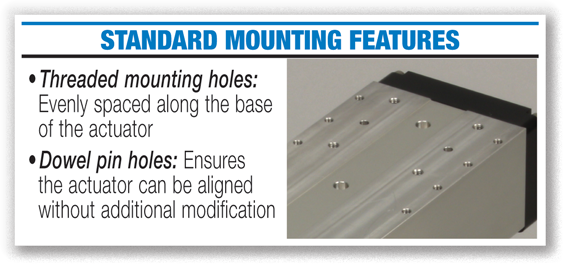 STANDARD MOUNTING FEATURES
• Threaded mounting holes:
Evenly spaced along the base
of the actuator
• Dowel pin holes: Ensures
the actuator can be aligned
without additional modification